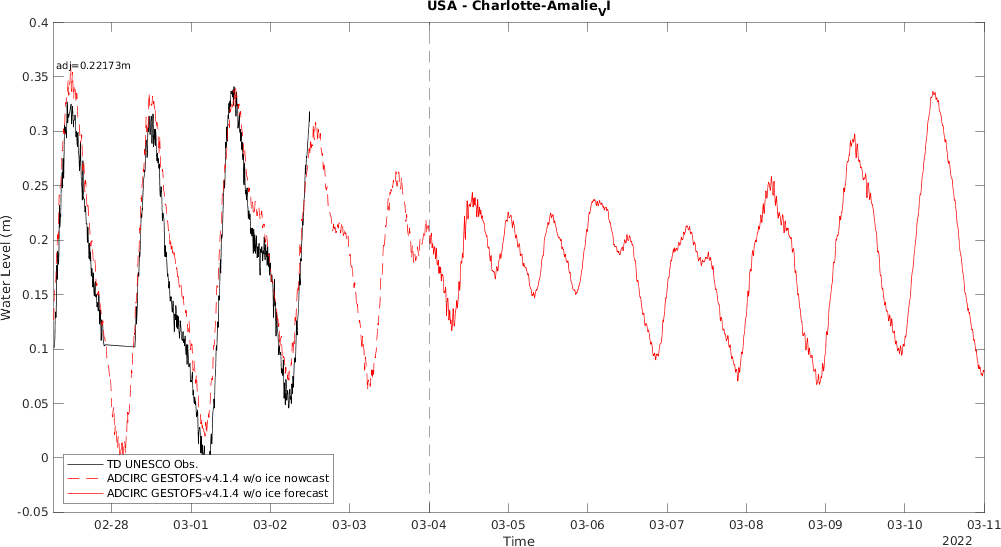 USA - Charlotte-Amalie_VI
adj=0.22173m
0.4
0.35
0.3
0.25
0.2
0.15
0.1
0.05
0
-0.05
Water Level (m)
TD UNESCO Obs.
ADCIRC GESTOFS-v4.1.4 w/o ice nowcast
ADCIRC GESTOFS-v4.1.4 w/o ice forecast
02-28 03-01 03-02 03-03 03-04 03-05 03-06 03-07 03-08 03-09 03-10 03-11
Time
2022